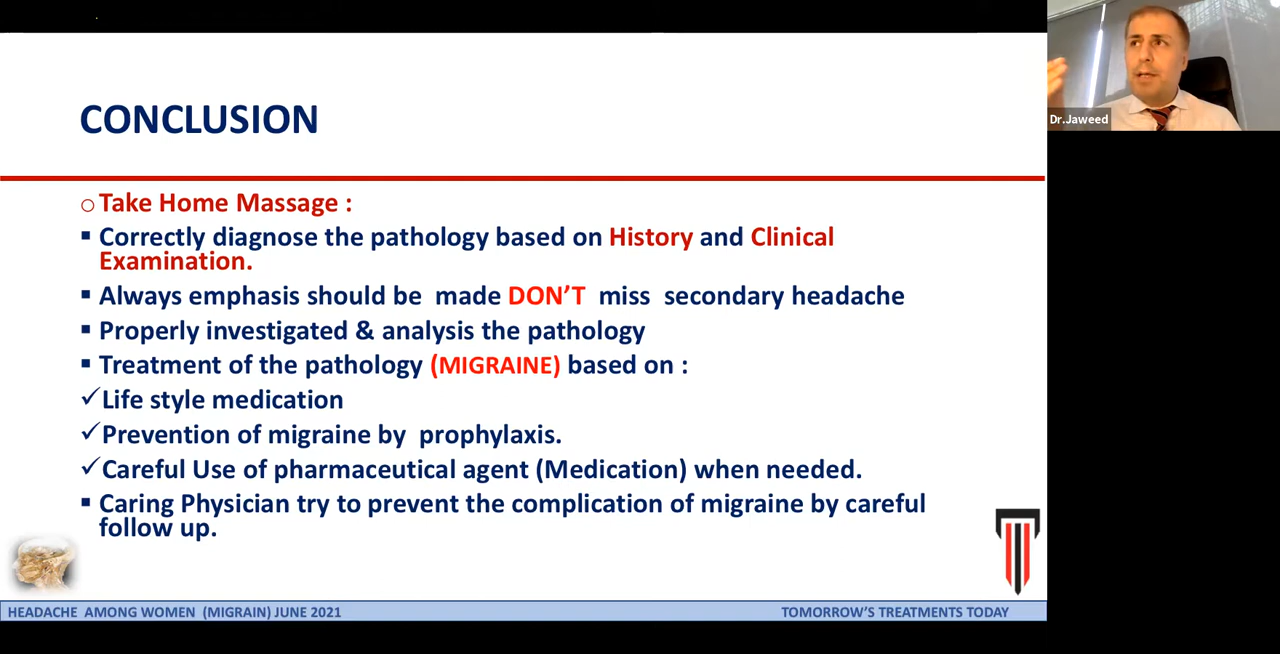 CONCLUSION
Take Home Massage :
Correctly diagnose the pathology based on History and Clinical
Examination.
Always emphasis should be made DON'T miss secondary headache
Properly investigated & analysis the pathology
Treatment of the pathology (MIGRAINE) based on :
Life style medication
Prevention of migraine by prophylaxis.
Careful Use of pharmaceutical agent (Medication) when needed.
Caring Physician try to prevent the complication of migraine by careful
follow up.
HEADACHE AMONG WOMEN (MIGRAIN) JUNE 2021
TOMORROW'S TREATMENTS TODAY
Dr.Jaweed